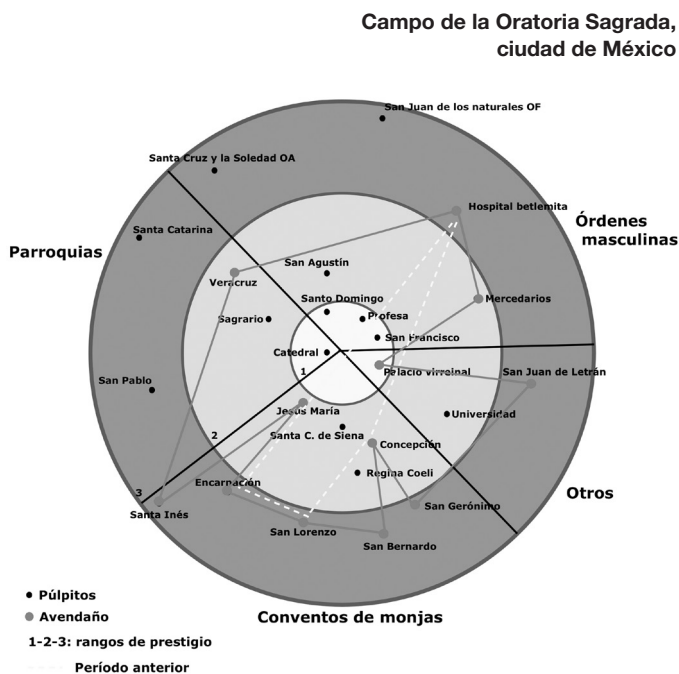 Campo de la Oratoria Sagrada,
ciudad de México
San Juan de los naturales OF
Santa Cruz y la Soledad OA
Hospital betlemita
Órdenes
masculinas
Santa Catarina
Parroquias
San Agustín
Veracruz
Santo Domingo
Mercedarios
Sagrario
Profesa
San Francisco
Catedral
1
Palacio virreinal
San Juan de Letrán
San Pablo
Jesús María
Universidad
2
Santa C. de Siena
Concepción
Encarnación
Regina Coeli
3
Otros
Santa Inés
San Gerónimo
San Lorenzo
San Bernardo
Púlpitos
Avendaño
Conventos de monjas
1-2-3: rangos de prestigio
Período anterior